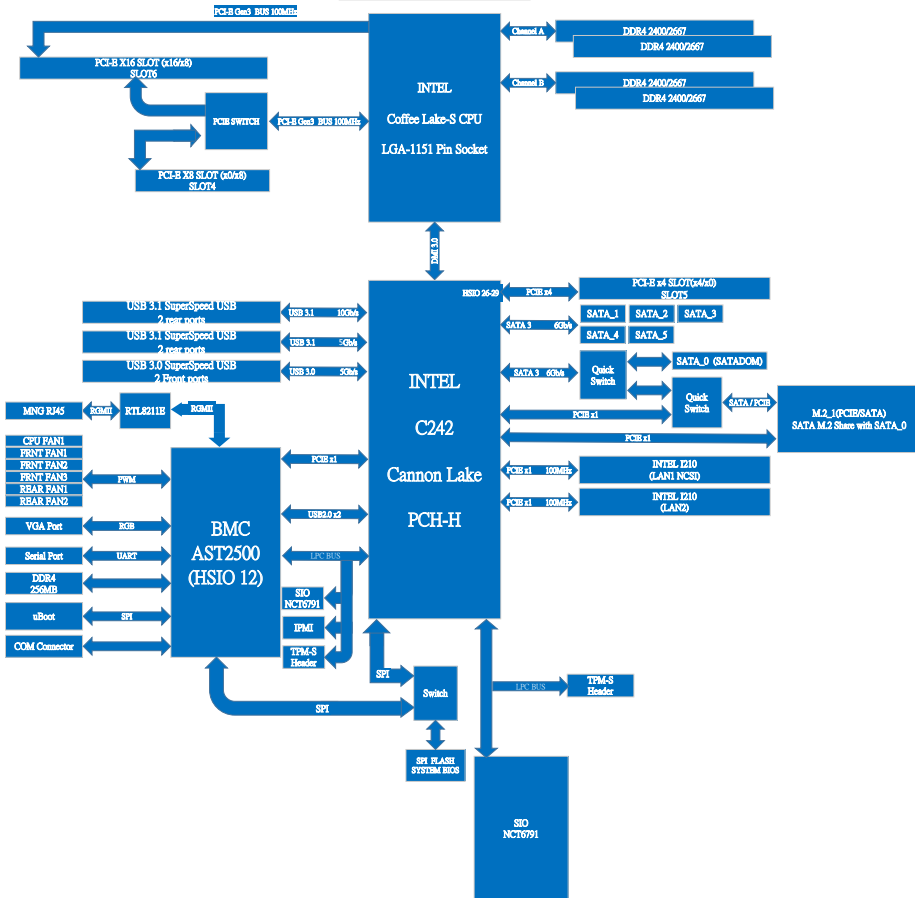 PCI-E Gen3 BUS 100MHz
PCI-E X16 SLOT (x16/x8)
SLOT6
PCIE SWITCH
PCI-E Gen3 BUS 100MHz
PCI-E X8 SLOT (x0/x8)
SLOT4
INTEL
Coffee Lake-S CPU
LGA-1151 Pin Socket
Channel A
DDR4 2400/2667
DDR4 2400/2667
Channel B
DDR4 2400/2667
DDR4 2400/2667
DMI 3.0
HSIO 26-29
PCIE x4
PCI-E x4 SLOT(x4/x0)
SLOT5
USB 3.1 SuperSpeed USB
2 rear ports
USB 3.1 10Gb/s
USB 3.1 SuperSpeed USB
2 rear ports
USB 3.1 5Gb/s
USB 3.0 SuperSpeed USB
2 Front ports
USB 3.0 5Gb/s
SATA 3 6Gb/s
SATA_1 SATA_2 SATA_3
SATA_4 SATA_5
SATA 3 6Gb/s
Quick
Switch
SATA_0 (SATADOM)
Quick
Switch
SATA / PCIE
PCIE x1
M.2_1(PCIE/SATA)
SATA M.2 Share with SATA_0
PCIE x1
INTEL
C242
Cannon Lake
PCH-H
PCIE x1 100MHz
INTEL I210
(LAN1 NCSI)
PCIE x1 100MHz
INTEL I210
(LAN2)
MNG RJ45
RGMII
RTL8211E
RGMII
CPU FAN1
FRNT FAN1
FRNT FAN2
FRNT FAN3
REAR FAN1
REAR FAN2
PWM
VGA Port
RGB
Serial Port
UART
DDR4
256MB
uBoot
SPI
COM Connector
BMC
AST2500
(HSIO 12)
PCIE x1
USB2.0 x2
LPC BUS
SIO
NCT6791
IPMI
TPM-S
Header
SPI
SPI
Switch
SPI FLASH
SYSTEM BIOS
LPC BUS
TPM-S
Header
SIO
NCT6791